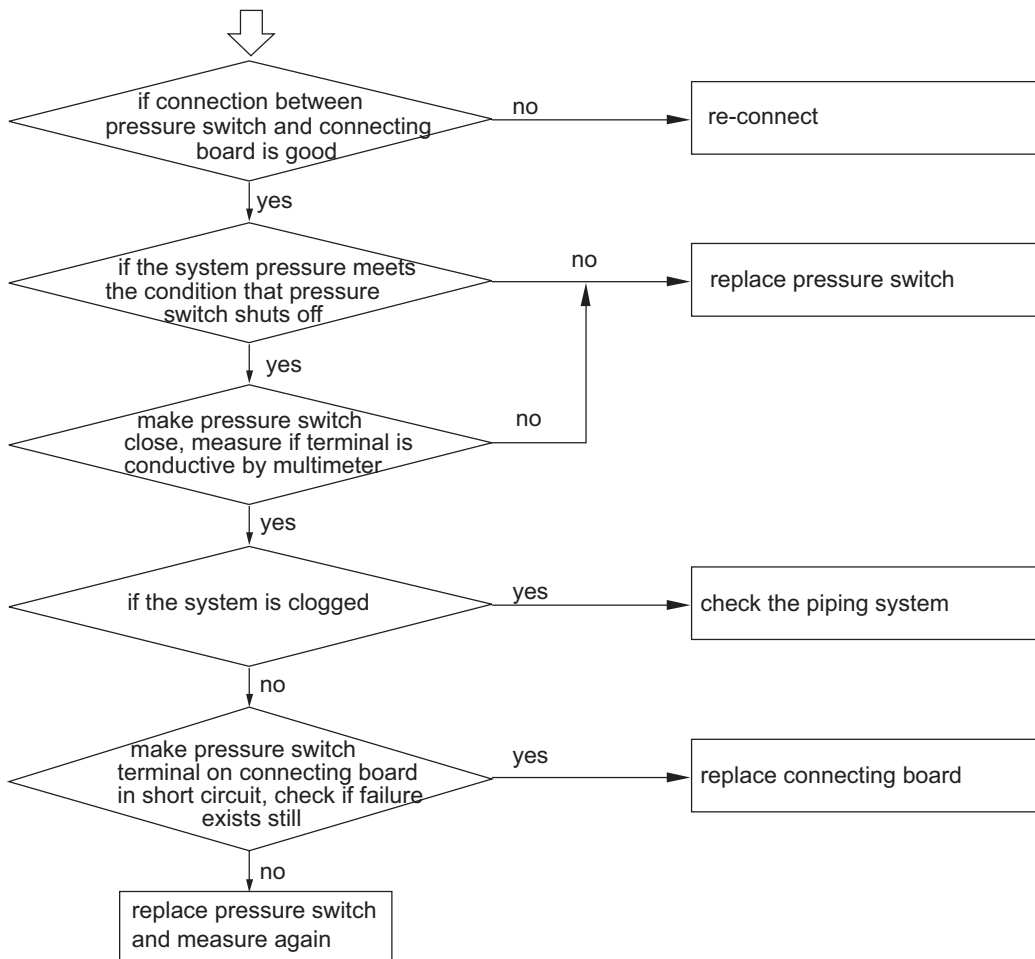 if connection between
pressure switch and connecting
board is good
no
re-connect
yes
if the system pressure meets
the condition that pressure
switch shuts off
no
replace pressure switch
yes
make pressure switch
close, measure if terminal is
conductive by multimeter
no
yes
if the system is clogged
yes
check the piping system
no
make pressure switch
terminal on connecting board
in short circuit, check if failure
exists still
yes
replace connecting board
no
replace pressure switch
and measure again